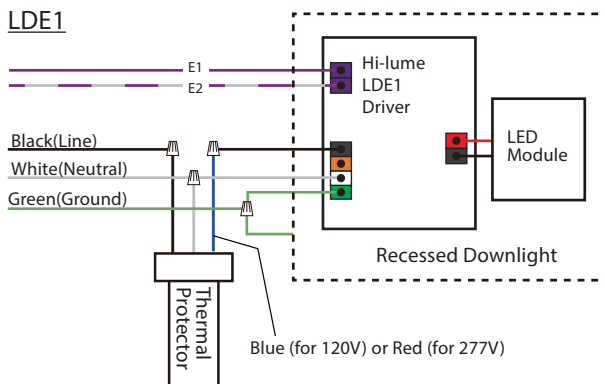 LDE1
E1
E2
Hi-lume
LDE1
Driver
LED
Module
Black(Line)
White(Neutral)
Green(Ground)
Recessed Downlight
Thermal
Protector
Blue (for 120V) or Red (for 277V)